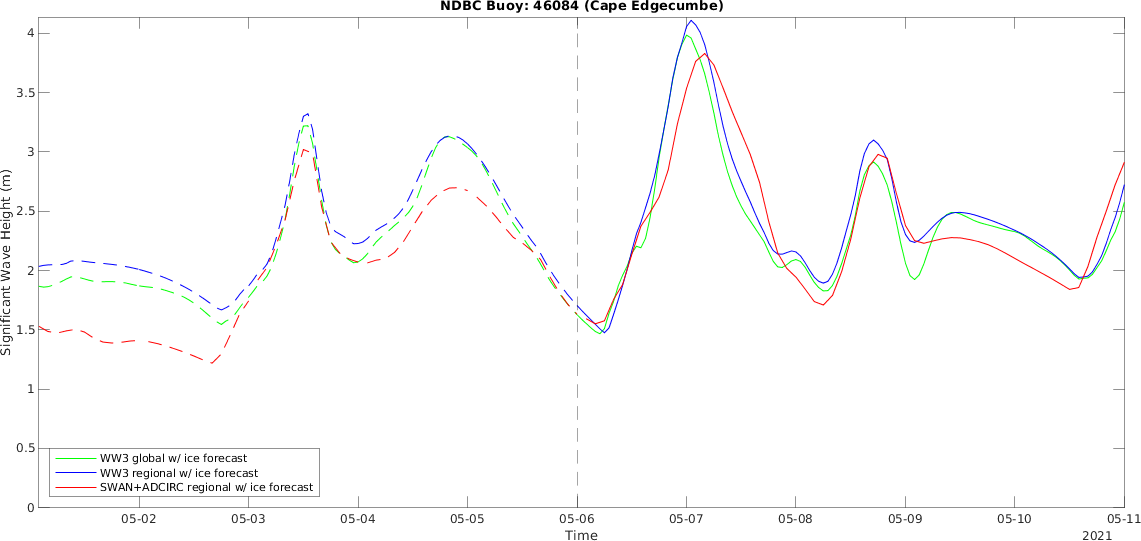 NDBC Buoy: 46084 (Cape Edgecumbe)
Significant Wave Height (m)
4
3.5
3
2.5
2
1.5
1
0.5
0
WW3 global w/ ice forecast
WW3 regional w/ ice forecast
SWAN+ADCIRC regional w/ ice forecast
05-02 05-03 05-04 05-05 05-06 05-07 05-08 05-09 05-10 05-11
Time
2021